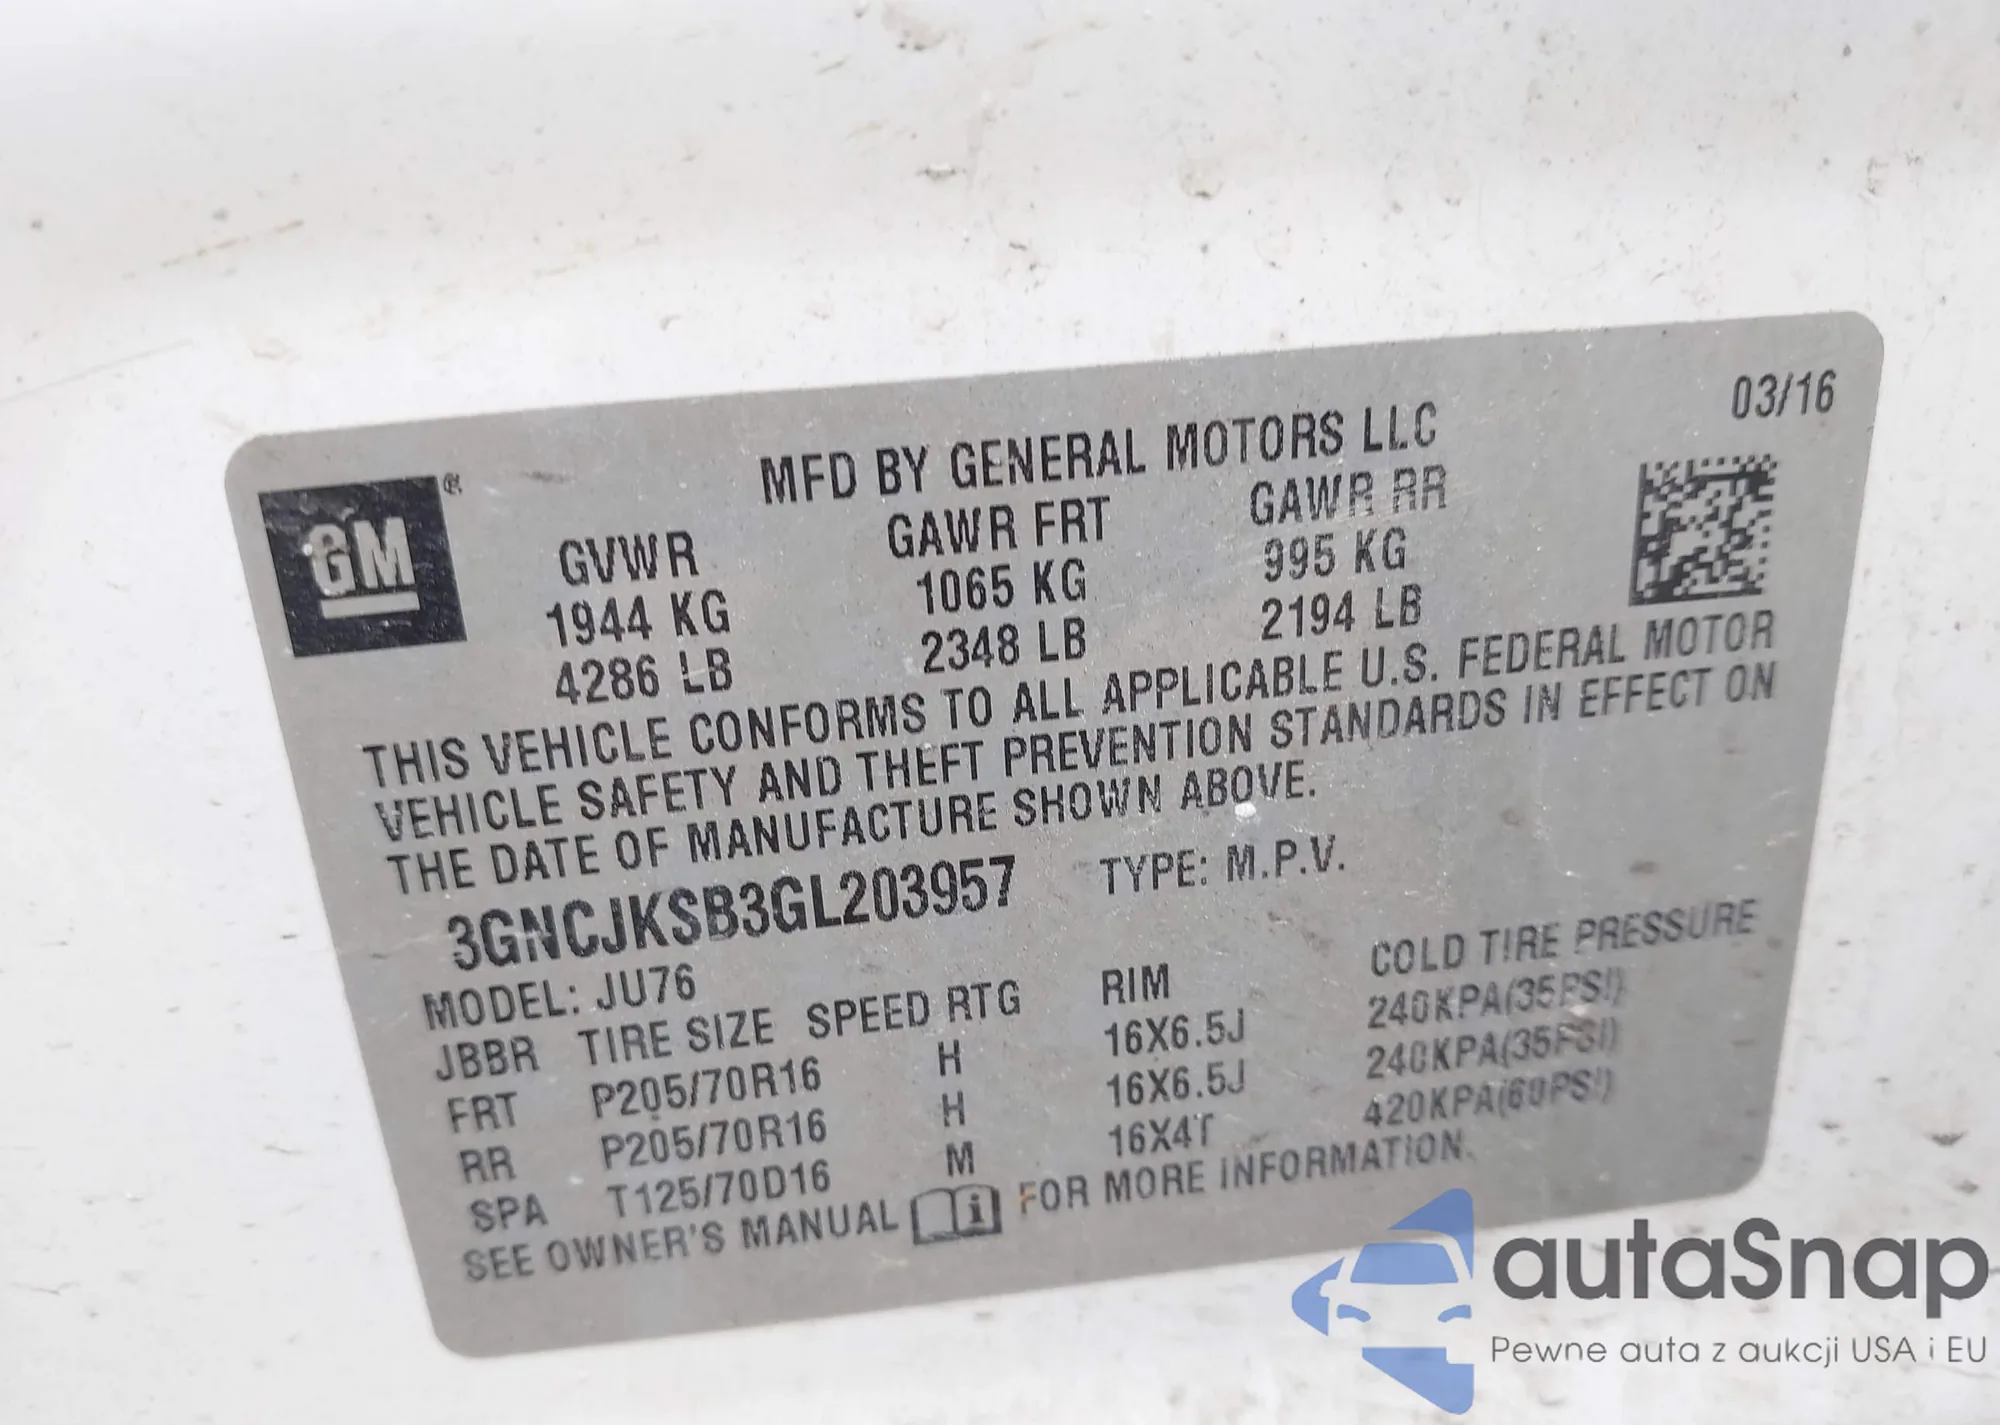 03/16
MFD BY GENERAL MOTORS LLC
GM®
GVWR GAWR FRT GAWR RR
1944 KG 1065 KG 995 KG
4286 LB 2348 LB 2194 LB
THIS VEHICLE CONFORMS TO ALL APPLICABLE U.S. FEDERAL MOTOR
VEHICLE SAFETY AND THEFT PREVENTION STANDARDS IN EFFECT ON
THE DATE OF MANUFACTURE SHOWN ABOVE.
3GNCJKSB3GL203957 TYPE: M.P.V.
MODEL: JU76
JBBR TIRE SIZE SPEED RTG RIM COLD TIRE PRESSURE
FRT P205/70R16 H 16X6.5J 240KPA(35PSI)
RR P205/70R16 H 16X6.5J 240KPA(35PSI)
SPA T125/70D16 M 16X4T 420KPA(60PSI)
SEE OWNER'S MANUAL FOR MORE INFORMATION.
autaSnap
Pewne auta z aukcji USA i EU